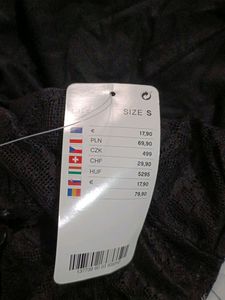 SIZE S
€ 17,90
PLN 69,90
CZK 499
CHF 29,90
HUF 5295
€ 17,90
79,90